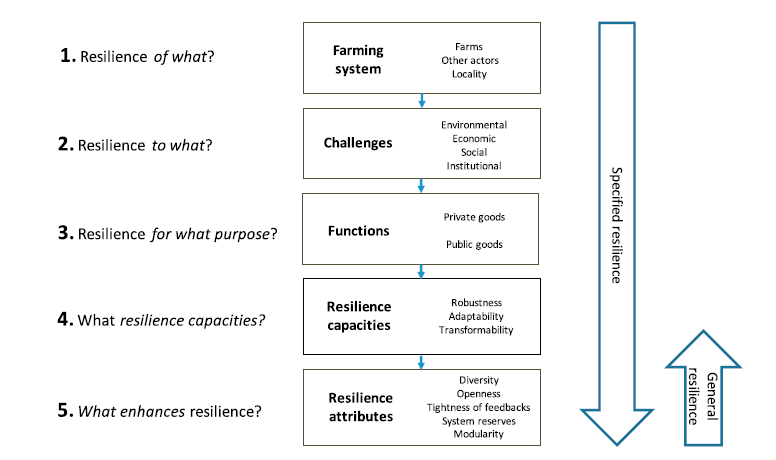 1. Resilience of what?
Farming
system
Farms
Other actors
Locality
2. Resilience to what?
Challenges
Environmental
Economic
Social
Institutional
3. Resilience for what purpose?
Functions
Private goods
Public goods
4. What resilience capacities?
Resilience
capacities
Robustness
Adaptability
Transformability
5. What enhances resilience?
Resilience
attributes
Diversity
Openness
Tightness of feedbacks
System reserves
Modularity
Specified resilience
General
resilience